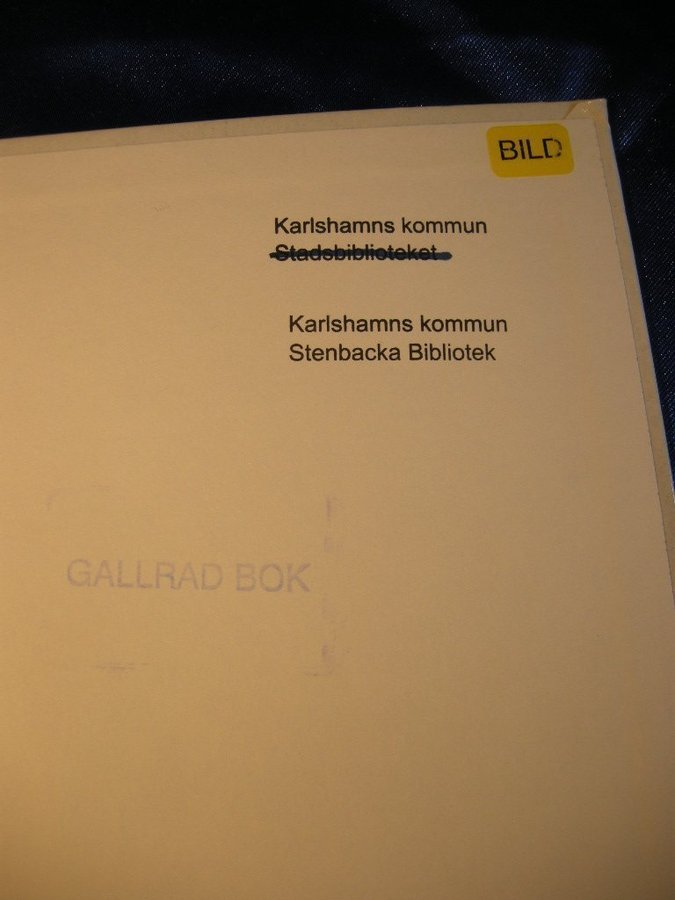 BILD
Karlshamns kommun
Stadsbiblioteket
Karlshamns kommun
Stenbacka Bibliotek
GALLRAD BOK